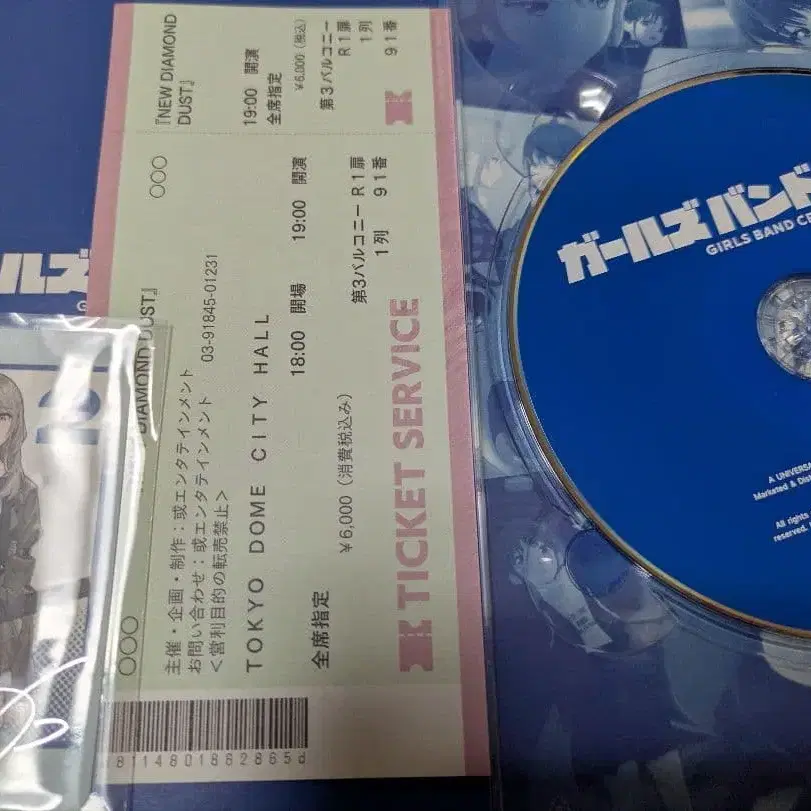 『NEW DIAMOND
DUST』
19:00 開演
全席指定
¥6,000（税込）
第3バルコニー
R1扉
1列
91番
○○○
DIAMOND DUST』
○○○
主催・企画・制作：或エンタテインメント
お問い合わせ：或エンタテインメント 03-91845-01231
＜営利目的の転売禁止＞
TOKYO DOME CITY HALL
18:00 開場 19:00 開演
全席指定 ¥6,000（消費税込み） 第3バルコニー R1扉
1列 91番
TICKET SERVICE
8114801882865d
ルズ
2
ガールズバンド
GIRLS BAND
A UNIVERSA
Marketed & Dist
All rights
reserved.